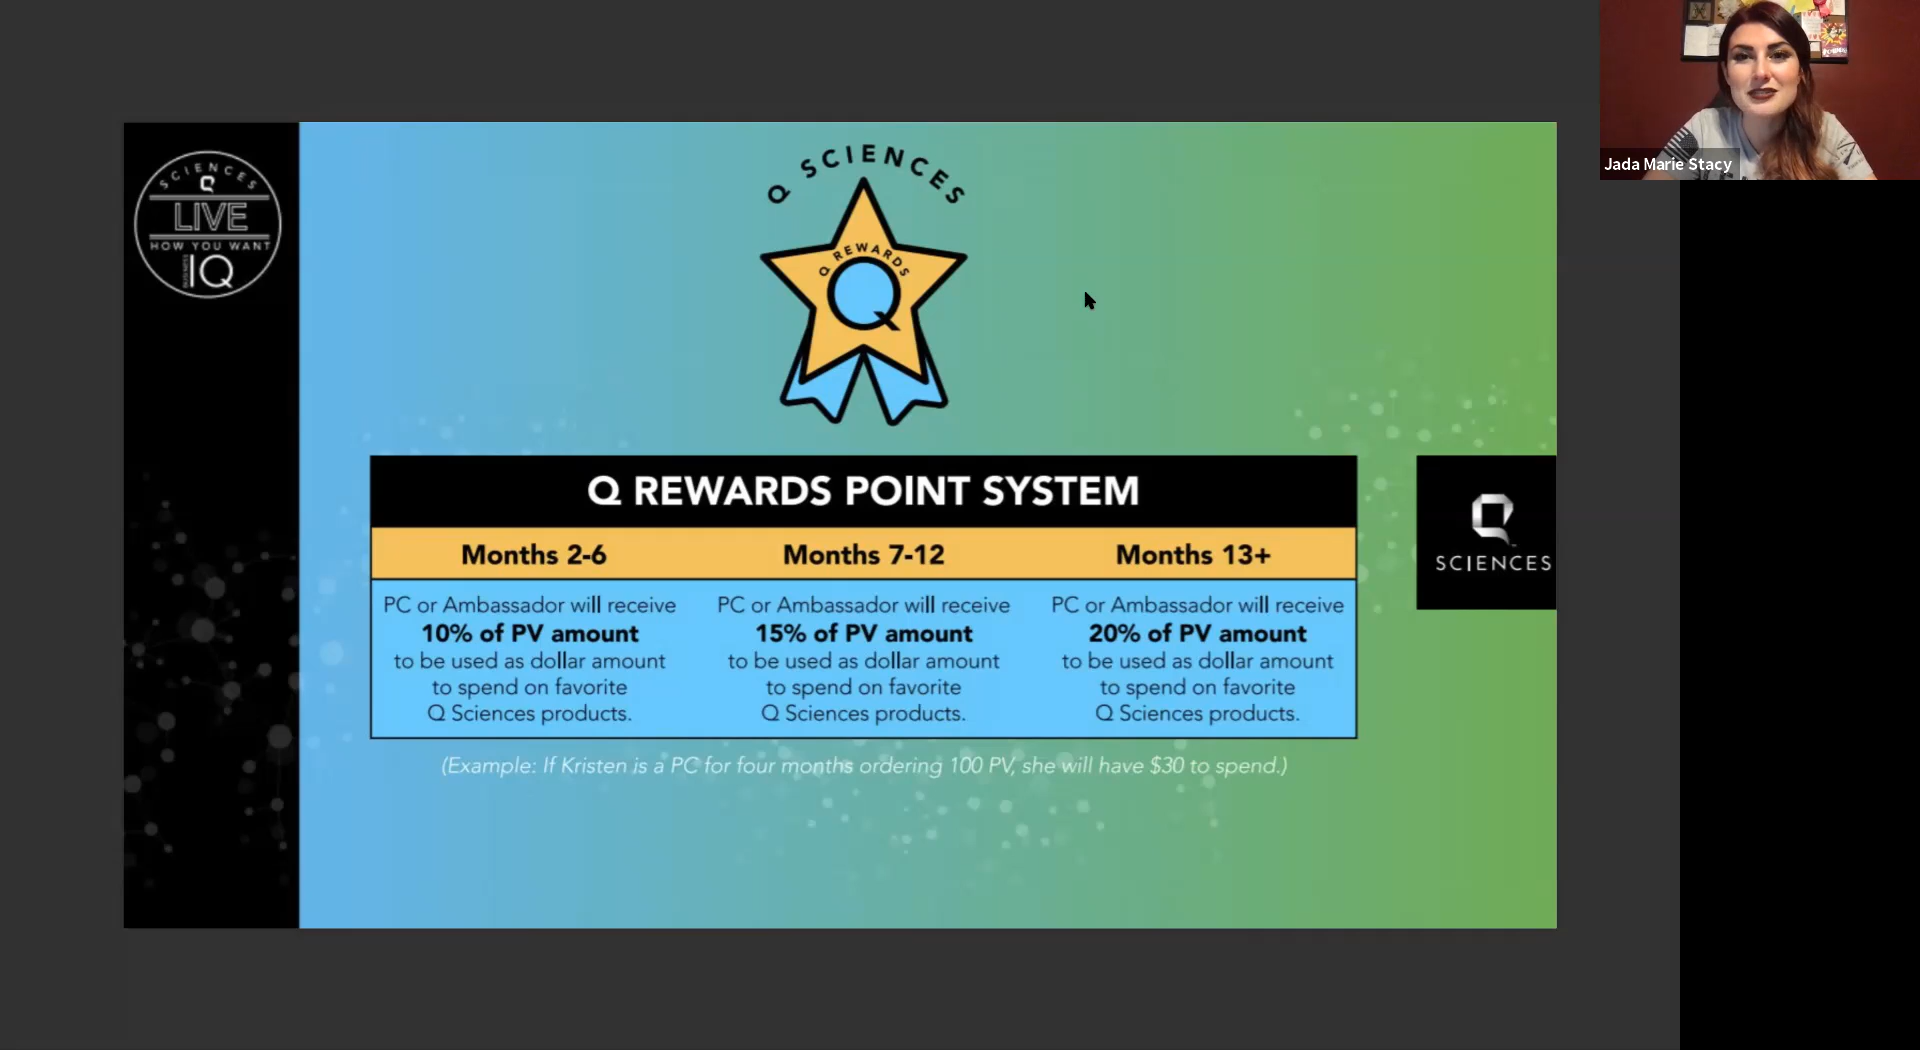 SCIENCES
Q
LIVE
HOW YOU WANT
BUSINESS IQ
Q SCIENCES
Q REWARDS
Q
Q REWARDS POINT SYSTEM
Months 2-6
PC or Ambassador will receive
10% of PV amount
to be used as dollar amount
to spend on favorite
Q Sciences products.
Months 7-12
PC or Ambassador will receive
15% of PV amount
to be used as dollar amount
to spend on favorite
Q Sciences products.
Months 13+
PC or Ambassador will receive
20% of PV amount
to be used as dollar amount
to spend on favorite
Q Sciences products.
(Example: If Kristen is a PC for four months ordering 100 PV, she will have $30 to spend.)
Q
SCIENCES
Jada Marie Stacy